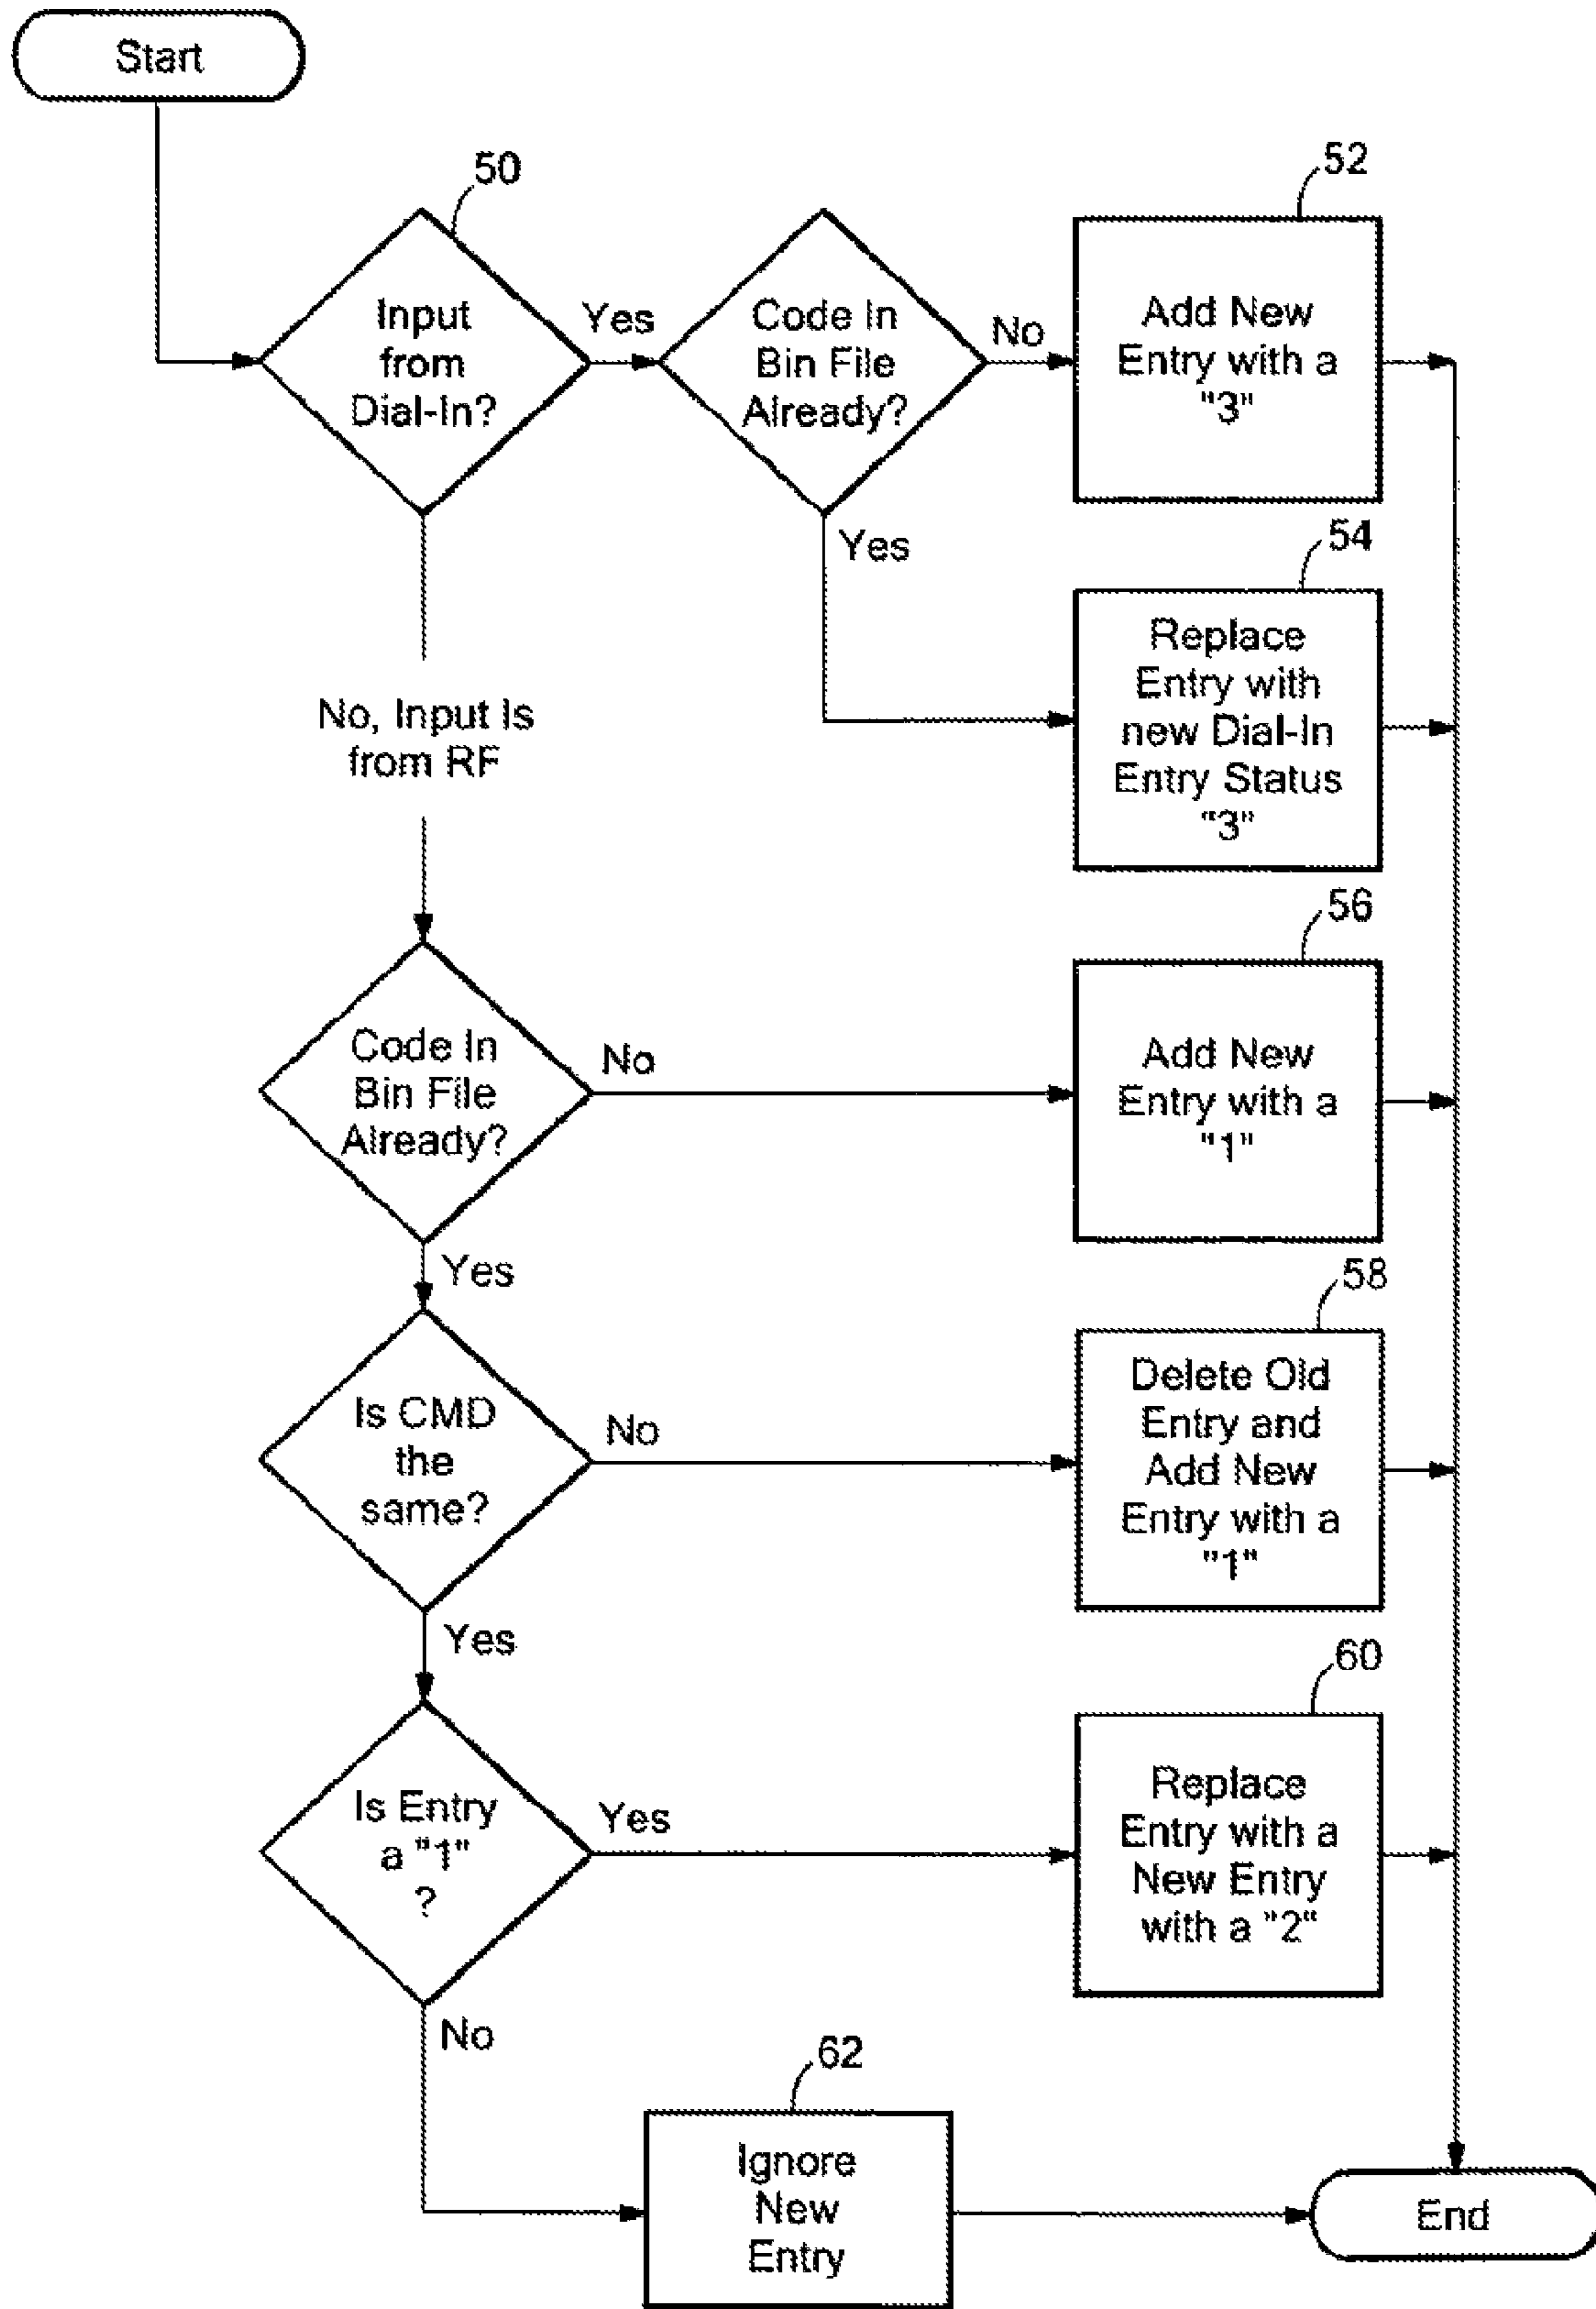 Start
50
52
Input
from
Dial-In?
Yes
Code In
Bin File
Already?
No
Add New
Entry with a
"3"
Yes
54
Replace
Entry with
new Dial-In
Entry Status
"3"
No, Input Is
from RF
56
Code In
Bin File
Already?
No
Add New
Entry with a
"1"
Yes
58
Is CMD
the
same?
No
Delete Old
Entry and
Add New
Entry with a
"1"
Yes
60
Is Entry
a "1"
?
Yes
Replace
Entry with a
New Entry
with a "2"
No
62
Ignore
New
Entry
End